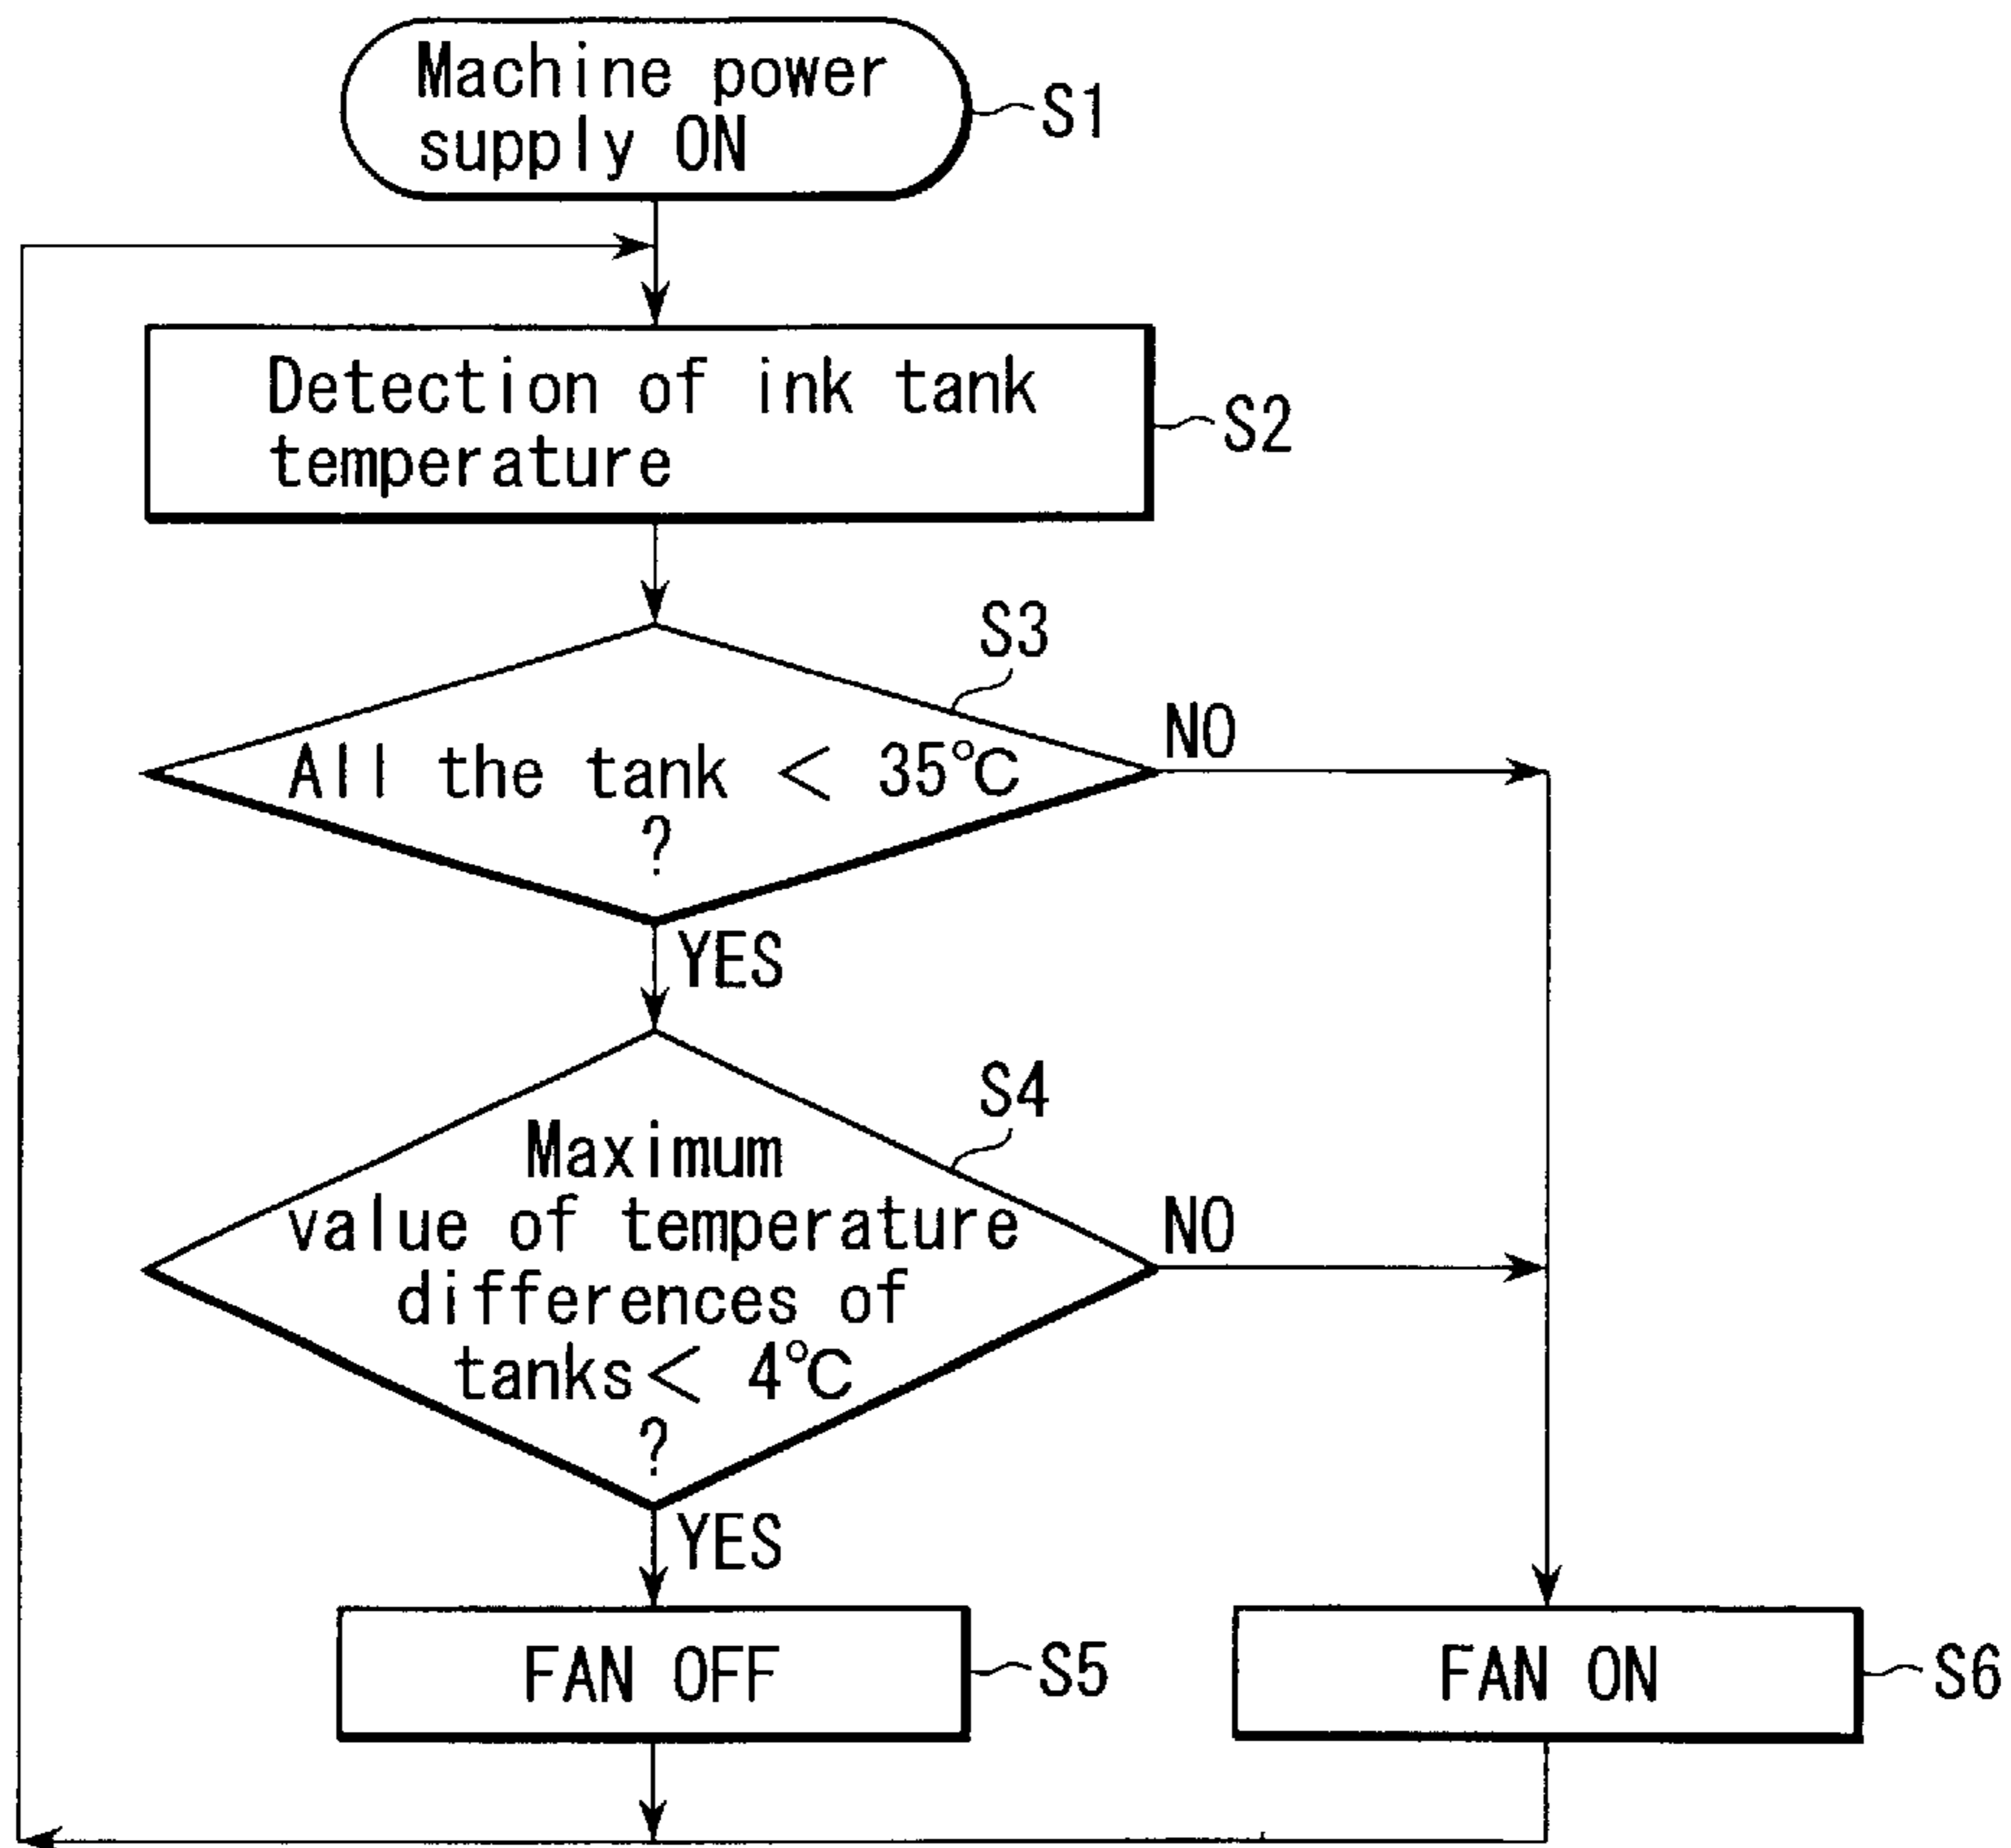 Machine power
supply ON
S1
Detection of ink tank
temperature
S2
S3
All the tank < 35℃
?
NO
YES
S4
Maximum
value of temperature
differences of
tanks < 4℃
?
NO
YES
FAN OFF
S5
FAN ON
S6